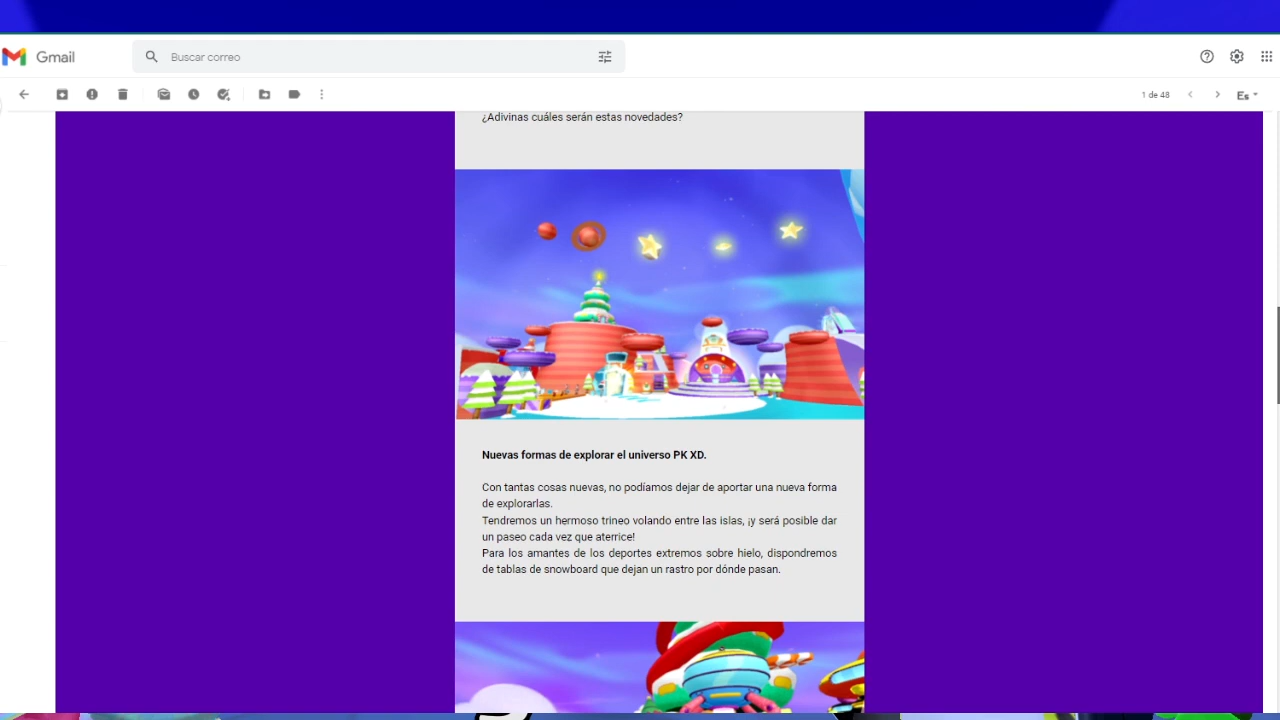 Gmail
Buscar correo
1 de 48
Es
¿Adivinas cuáles serán estas novedades?
Nuevas formas de explorar el universo PK XD.
Con tantas cosas nuevas, no podíamos dejar de aportar una nueva forma
de explorarlas.
Tendremos un hermoso trineo volando entre las islas, ¡y será posible dar
un paseo cada vez que aterrice!
Para los amantes de los deportes extremos sobre hielo, dispondremos
de tablas de snowboard que dejan un rastro por dónde pasan.